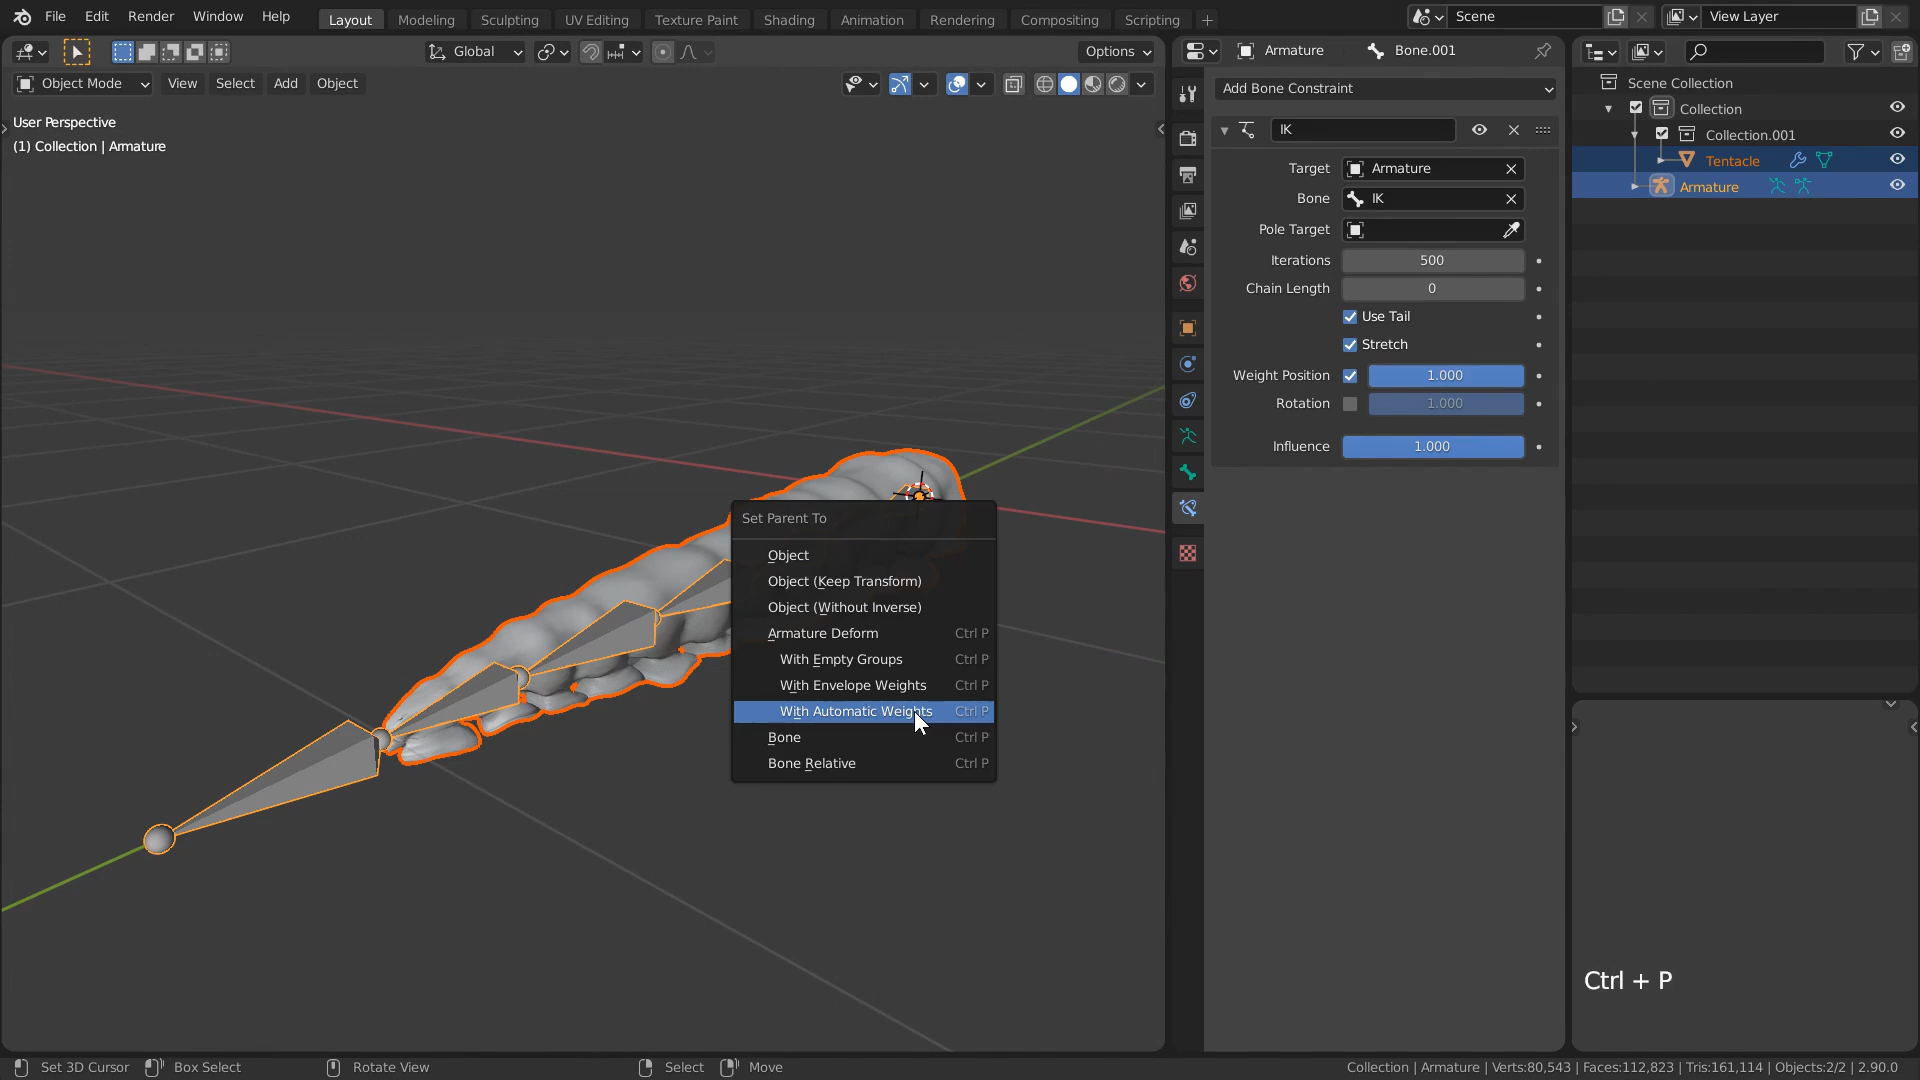 File Edit Render Window Help Layout Modeling Sculpting UV Editing Texture Paint Shading Animation Rendering Compositing Scripting + Scene View Layer
Global Options Armature Bone.001
Object Mode View Select Add Object
User Perspective
(1) Collection | Armature
Set Parent To
Object
Object (Keep Transform)
Object (Without Inverse)
Armature Deform Ctrl P
With Empty Groups Ctrl P
With Envelope Weights Ctrl P
With Automatic Weights Ctrl P
Bone Ctrl P
Bone Relative Ctrl P
Add Bone Constraint
IK
Target Armature
Bone IK
Pole Target
Iterations 500
Chain Length 0
Use Tail
Stretch
Weight Position 1.000
Rotation 1.000
Influence 1.000
Scene Collection
Collection
Collection.001
Tentacle
Armature
Ctrl + P
Set 3D Cursor Box Select Rotate View Select Move Collection | Armature | Verts:80,543 | Faces:112,823 | Tris:161,114 | Objects:2/2 | 2.90.0